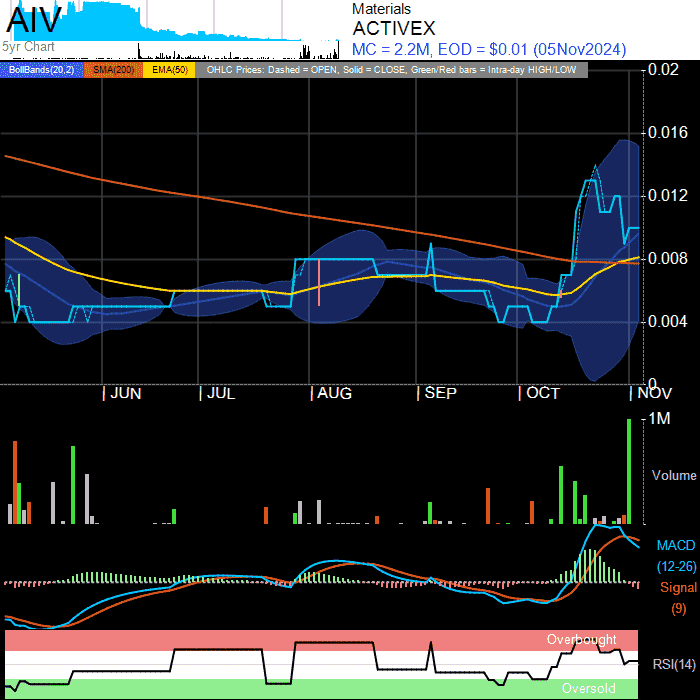 AIV
5yr Chart
Materials
ACTIVEX
MC = 2.2M, EOD = $0.01 (05Nov2024)
BollBands(20,2) SMA(200) EMA(50) OHLC Prices: Dashed = OPEN, Solid = CLOSE, Green/Red bars = Intra-day HIGH/LOW
0.02
0.016
0.012
0.008
0.004
0
JUN JUL AUG SEP OCT NOV
1M
Volume
MACD
(12-26)
Signal
(9)
Overbought
RSI(14)
Oversold